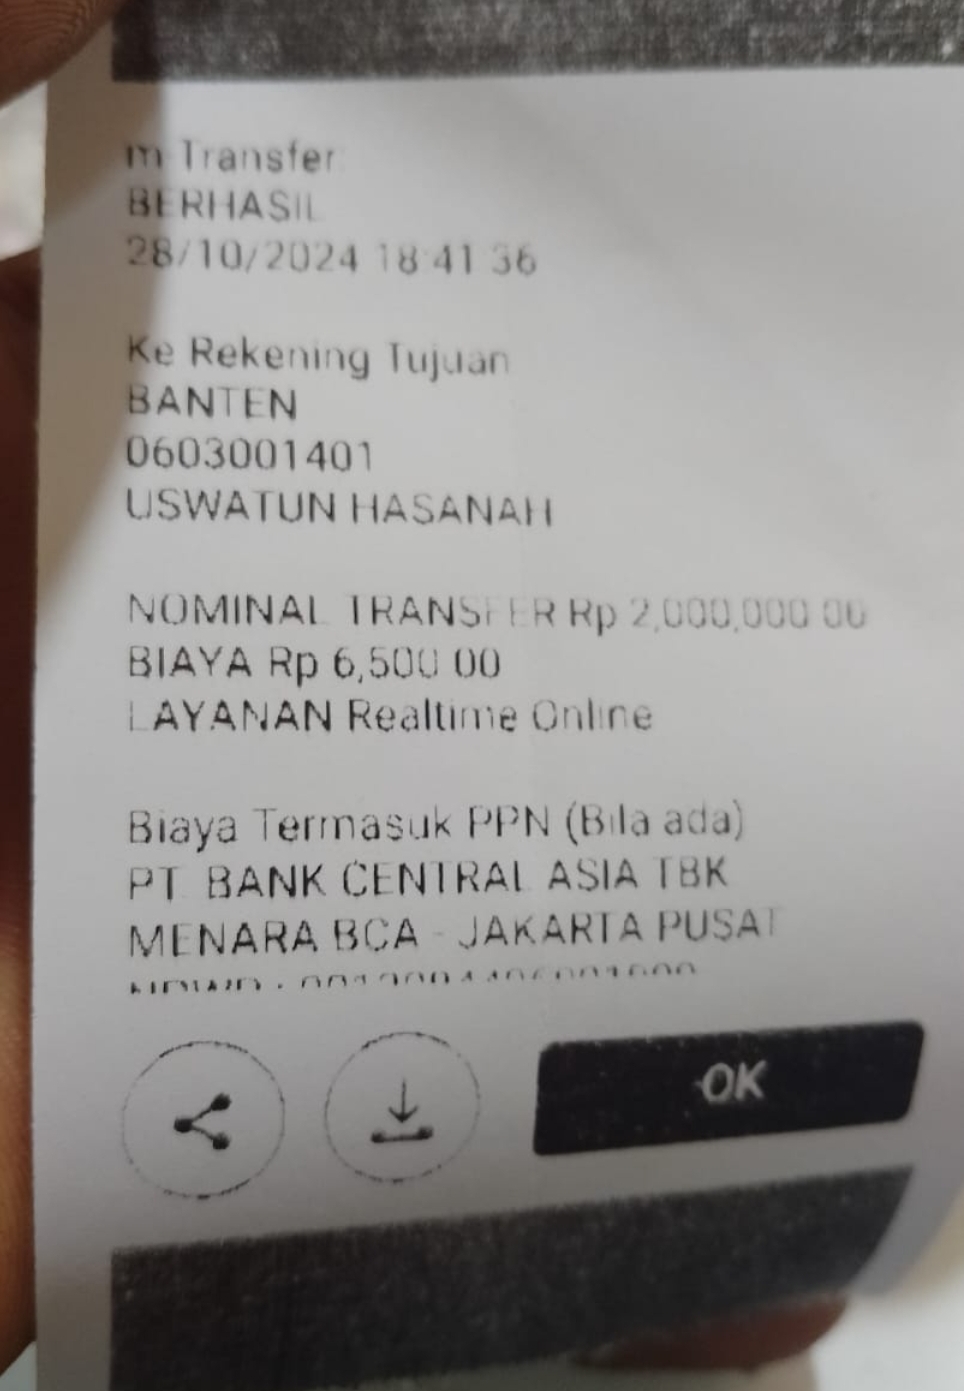 m-Transfer:
BERHASIL
28/10/2024 18:41:36
Ke Rekening Tujuan
BANTEN
0603001401
USWATUN HASANAH
NOMINAL TRANSFER Rp 2,000,000.00
BIAYA Rp 6,500.00
LAYANAN Realtime Online
Biaya Termasuk PPN (Bila ada)
PT. BANK CENTRAL ASIA TBK
MENARA BCA - JAKARTA PUSAT
NPWP :
OK